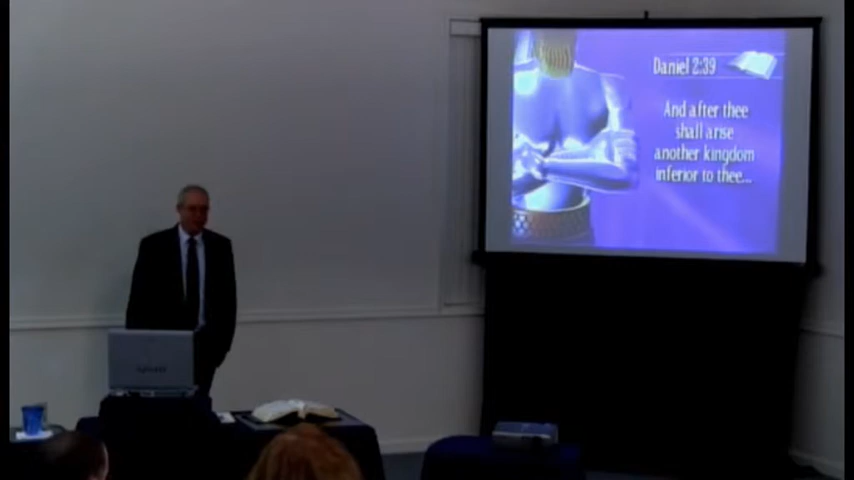 Daniel 2:39
And after thee
shall arise
another kingdom
inferior to thee...